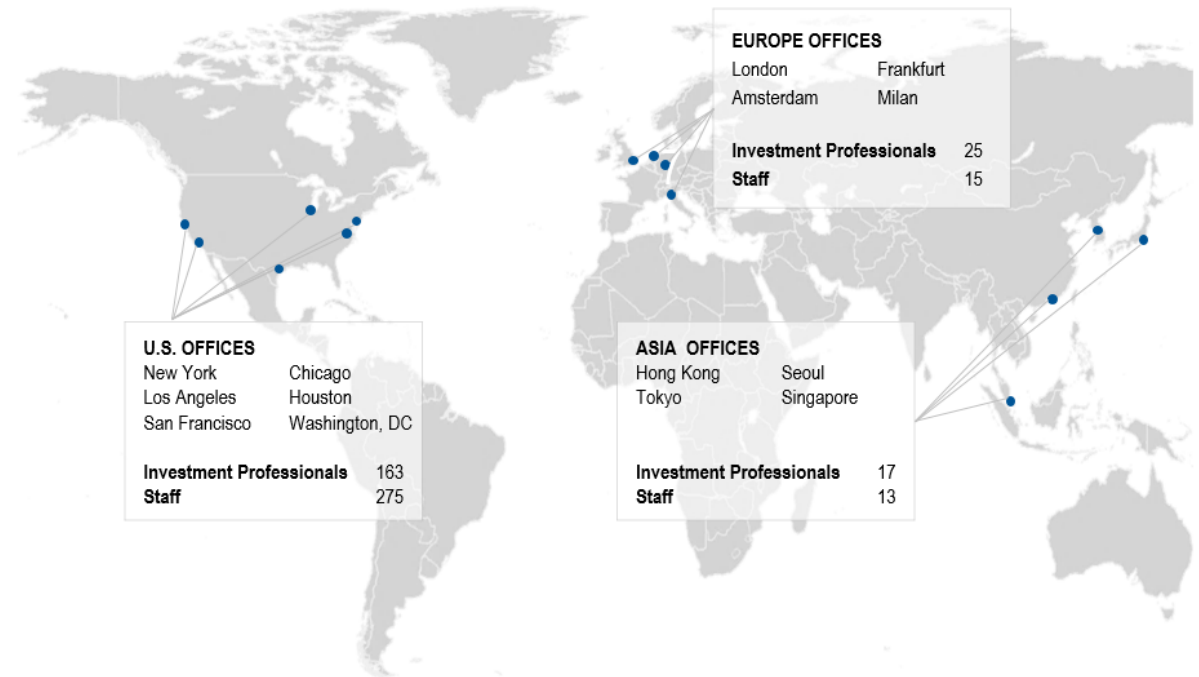 EUROPE OFFICES
London Frankfurt
Amsterdam Milan
Investment Professionals 25
Staff 15
U.S. OFFICES
New York Chicago
Los Angeles Houston
San Francisco Washington, DC
Investment Professionals 163
Staff 275
ASIA OFFICES
Hong Kong Seoul
Tokyo Singapore
Investment Professionals 17
Staff 13